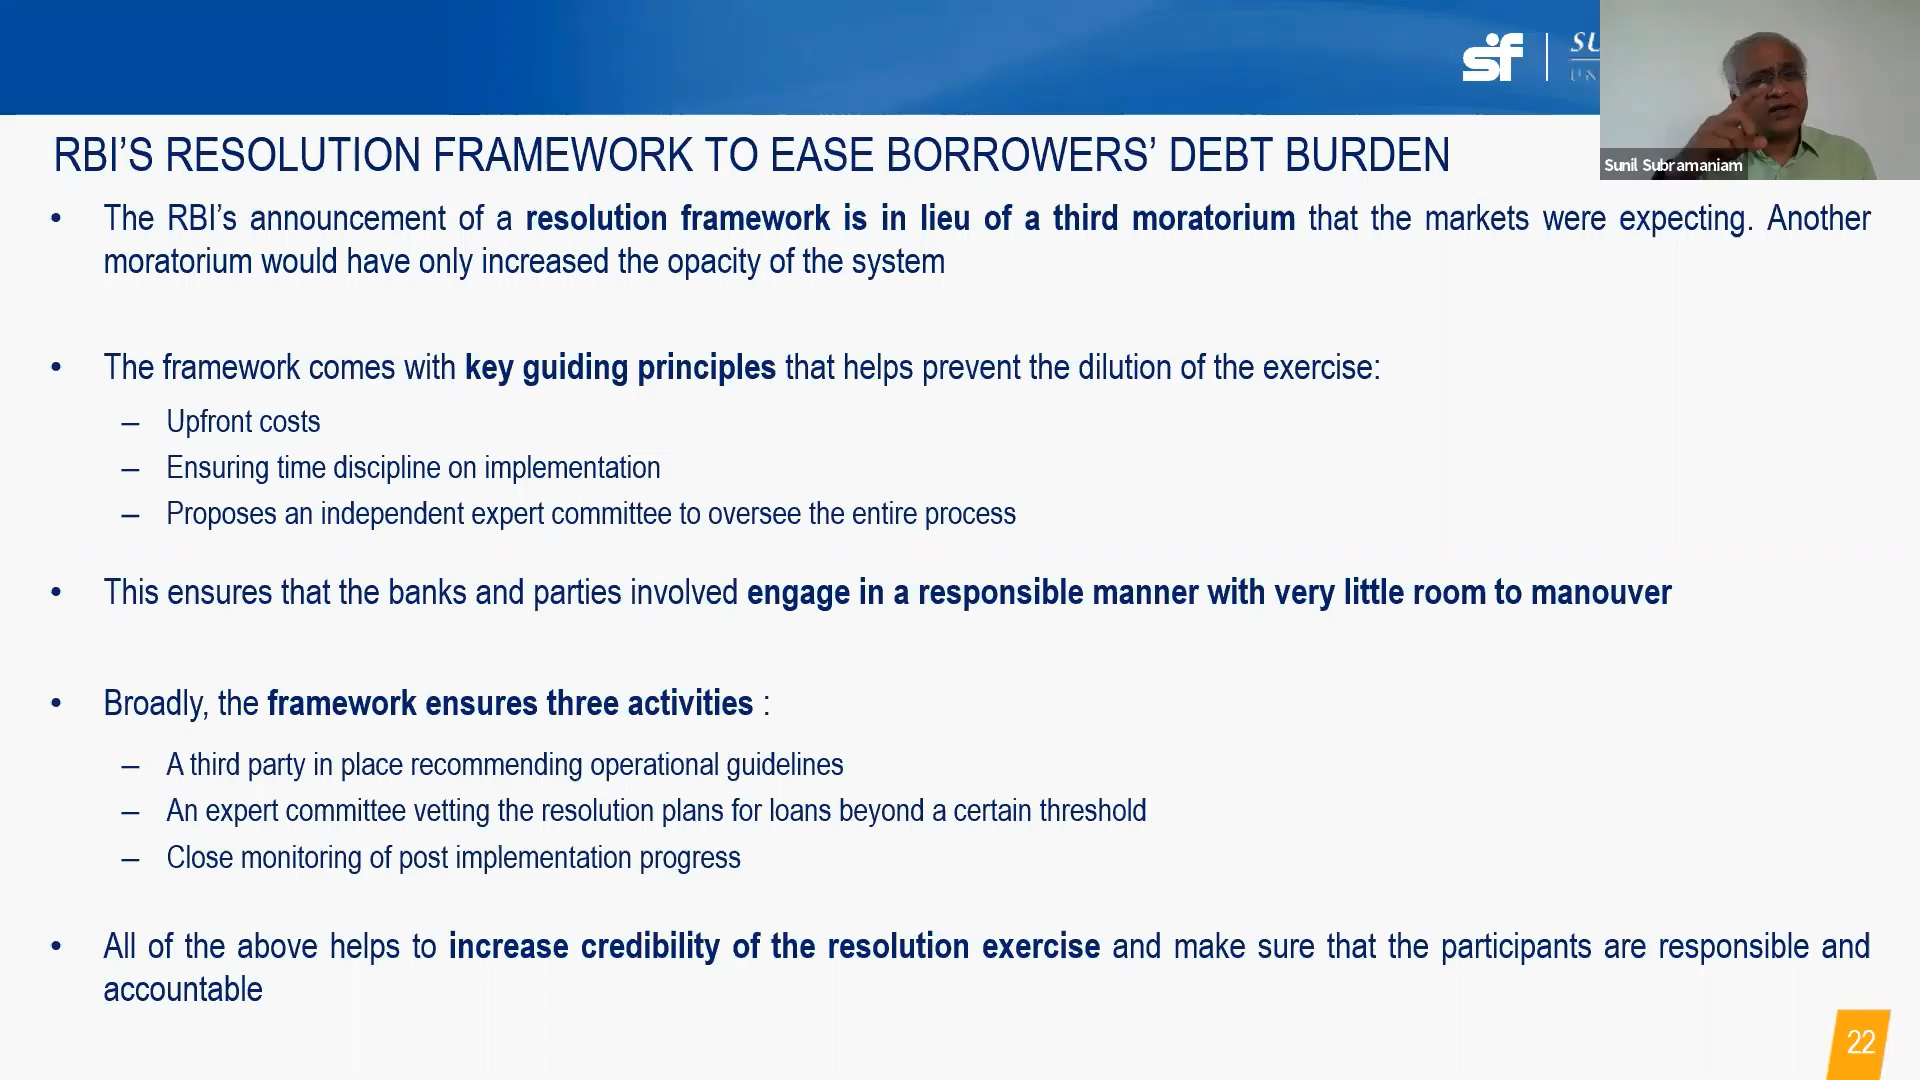 sf
SU
UN
Sunil Subramaniam
RBI’S RESOLUTION FRAMEWORK TO EASE BORROWERS’ DEBT BURDEN
• The RBI’s announcement of a resolution framework is in lieu of a third moratorium that the markets were expecting. Another
moratorium would have only increased the opacity of the system
• The framework comes with key guiding principles that helps prevent the dilution of the exercise:
– Upfront costs
– Ensuring time discipline on implementation
– Proposes an independent expert committee to oversee the entire process
• This ensures that the banks and parties involved engage in a responsible manner with very little room to manouver
• Broadly, the framework ensures three activities :
– A third party in place recommending operational guidelines
– An expert committee vetting the resolution plans for loans beyond a certain threshold
– Close monitoring of post implementation progress
• All of the above helps to increase credibility of the resolution exercise and make sure that the participants are responsible and
accountable
22